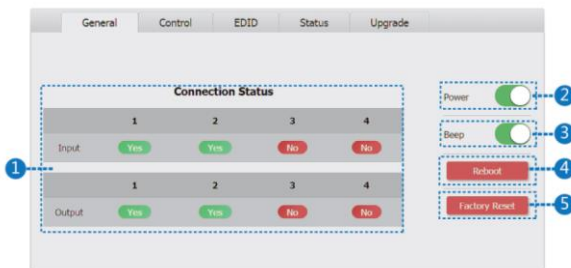 General Control EDID Status Upgrade
Connection Status
1 2 3 4
Input Yes Yes No No
1 2 3 4
Output Yes Yes No No
Power
Beep
Reboot
Factory Reset
1
2
3
4
5